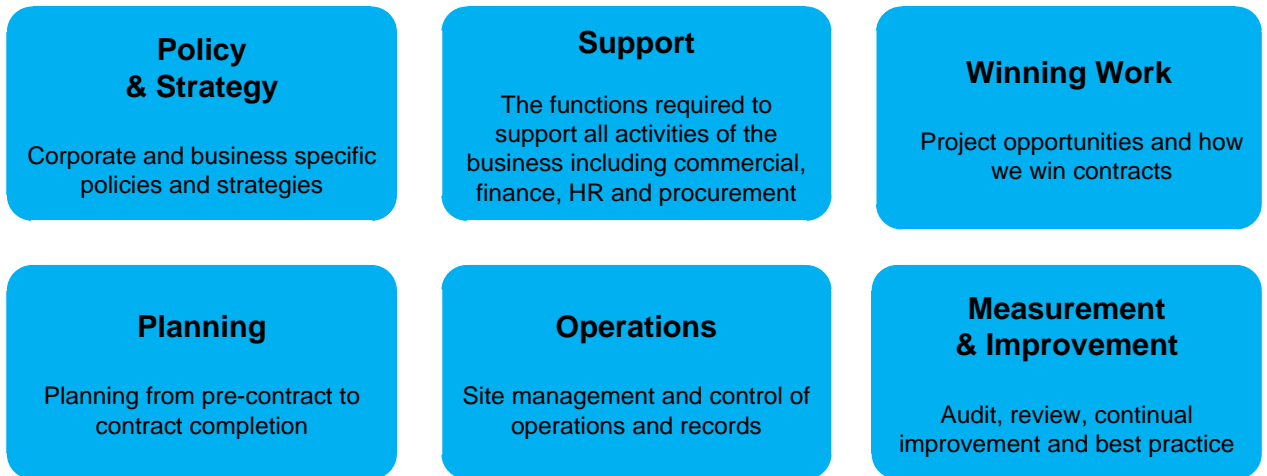 Policy
& Strategy
Corporate and business specific
policies and strategies
Support
The functions required to
support all activities of the
business including commercial,
finance, HR and procurement
Winning Work
Project opportunities and how
we win contracts
Planning
Planning from pre-contract to
contract completion
Operations
Site management and control of
operations and records
Measurement
& Improvement
Audit, review, continual
improvement and best practice